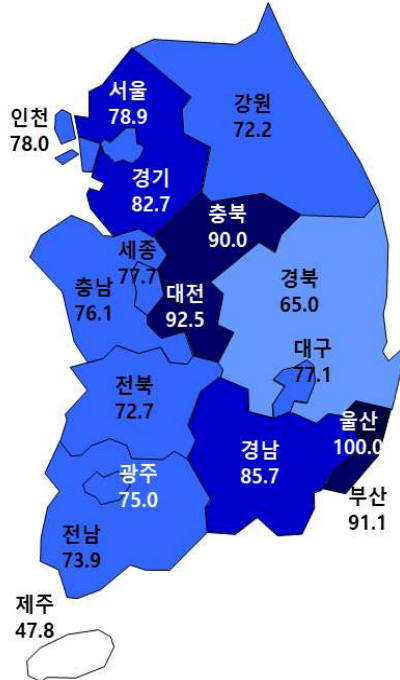 서울
78.9
강원
72.2
인천
78.0
경기
82.7
충북
90.0
세종
77.7
충남
76.1
대전
92.5
경북
65.0
대구
77.1
전북
72.7
울산
100.0
경남
85.7
광주
75.0
부산
91.1
전남
73.9
제주
47.8